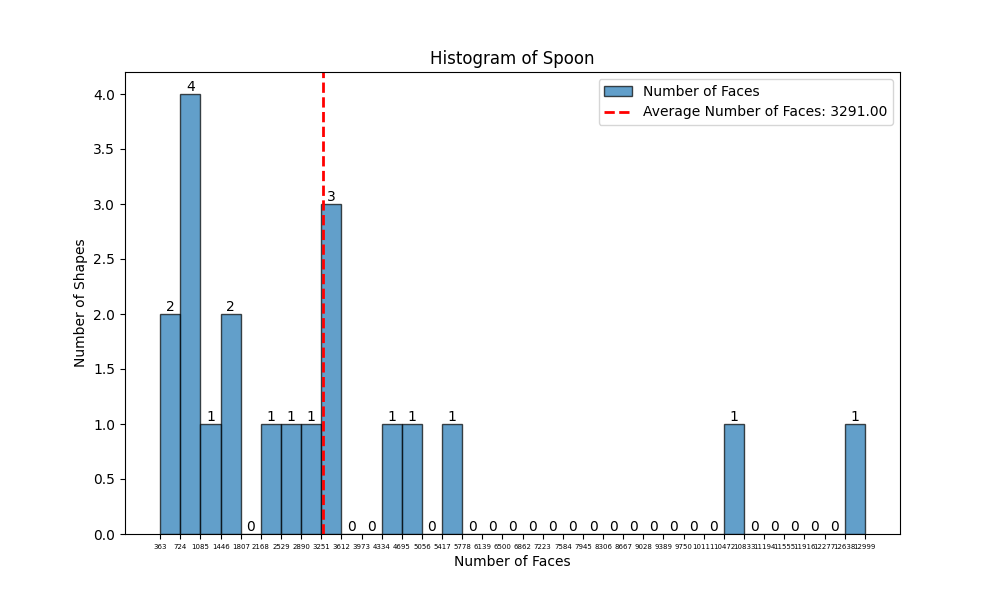 Histogram of Spoon
Number of Faces
Average Number of Faces: 3291.00
Number of Shapes
4.0
3.5
3.0
2.5
2.0
1.5
1.0
0.5
0.0
2 4 1 2 0 1 1 1 3 0 0 1 1 0 1 0 0 0 0 0 0 0 0 0 0 0 0 0 1 0 0 0 0 0 1
363 724 1085 1446 1807 2168 2529 2890 3251 3612 3973 4334 4695 5056 5417 5778 6139 6500 6862 7223 7584 7945 8306 8667 9028 9389 9750 10111 10472 10833 11194 11555 11916 12277 12638 12999
Number of Faces